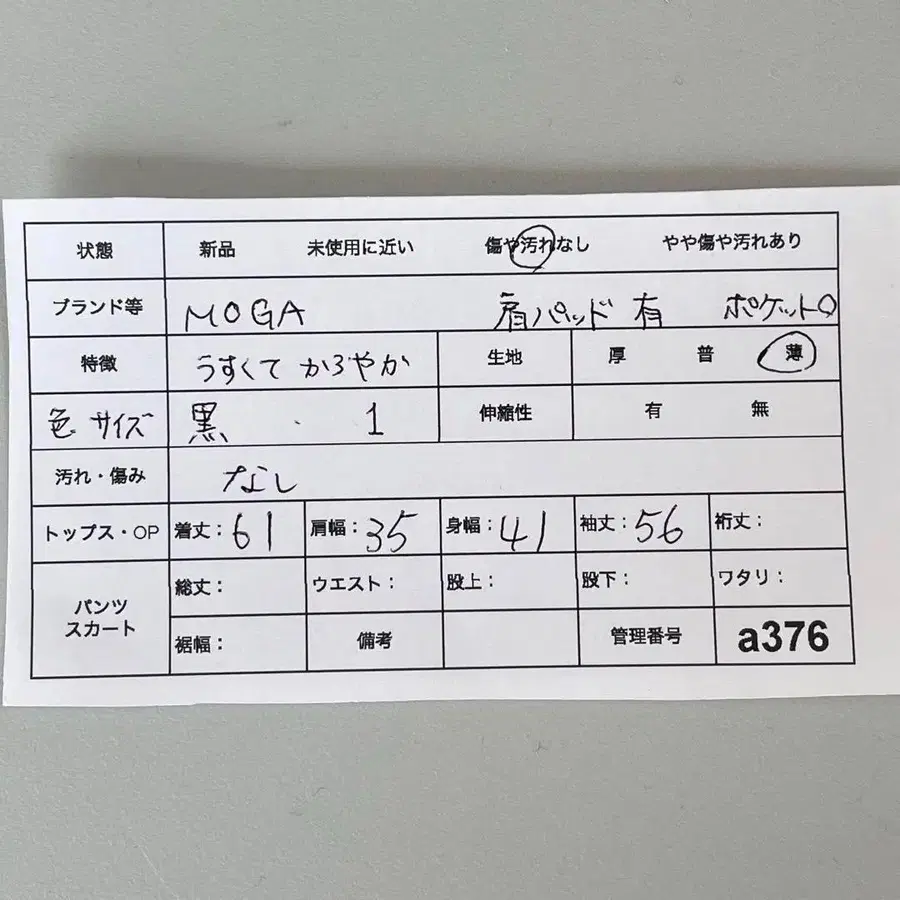 状態 新品 未使用に近い 傷や汚れなし やや傷や汚れあり
ブランド等 MOGA 肩パッド 有 ポケット○
特徴 うすくて かろやか 生地 厚 普 薄
色 サイズ 黒 . 1 伸縮性 有 無
汚れ・傷み なし
トップス・OP 着丈：61 肩幅：35 身幅：41 袖丈：56 裄丈：
パンツ 総丈： ウエスト： 股上： 股下： ワタリ：
スカート 裾幅： 備考 管理番号 a376